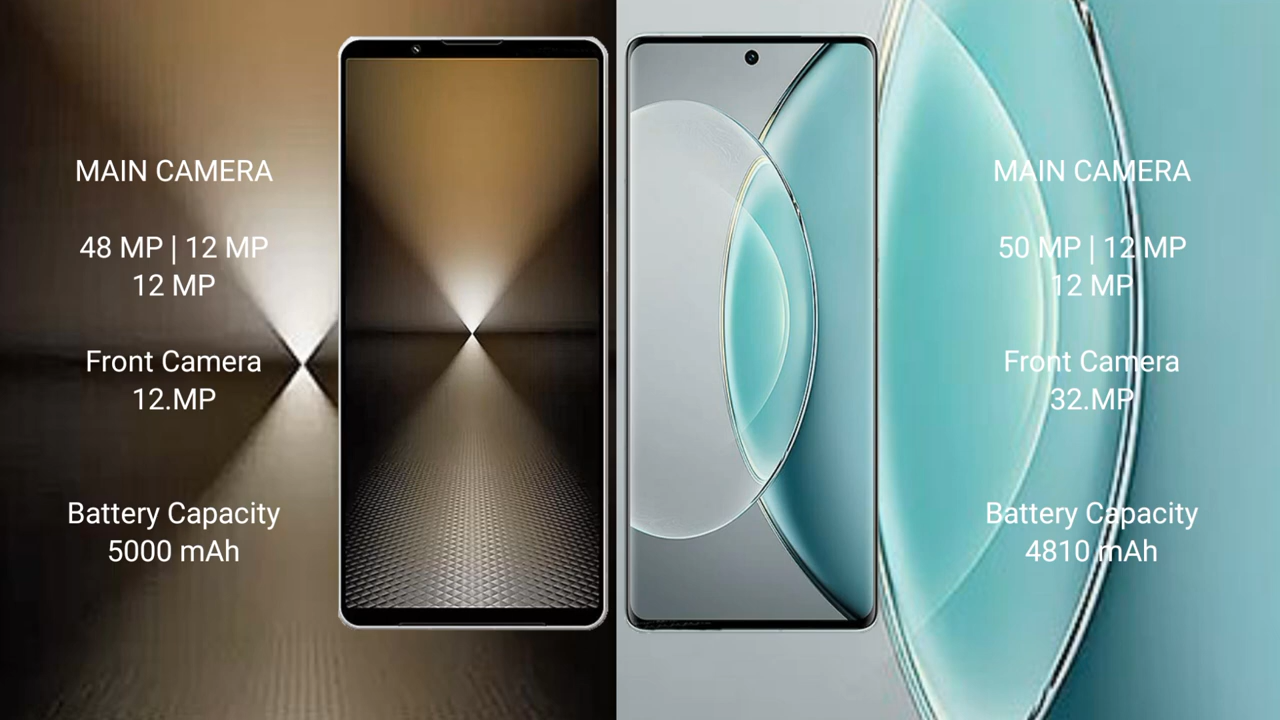 MAIN CAMERA
48 MP | 12 MP
12 MP
Front Camera
12.MP
Battery Capacity
5000 mAh
MAIN CAMERA
50 MP | 12 MP
12 MP
Front Camera
32.MP
Battery Capacity
4810 mAh